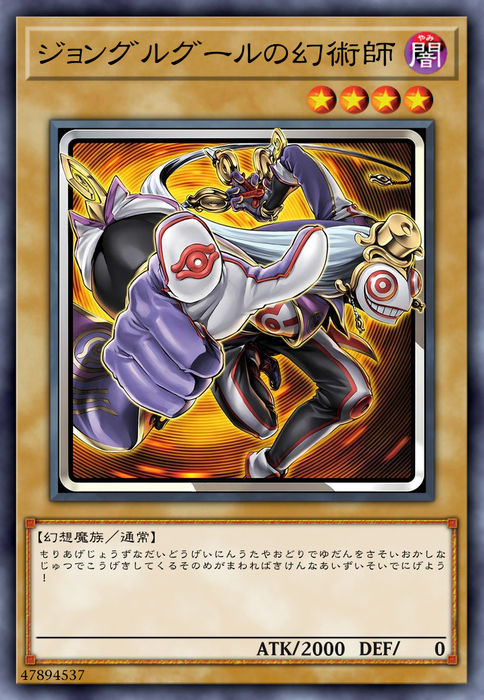 ジョングルグールの幻術師
やみ
闇
【幻想魔族／通常】
もりあげじょうずなだいどうげいにんうたやおどりでゆだんをさそいおかしな
じゅつでこうげきしてくるそのめがまわればきけんなあいずいそいでにげよう
！
ATK/2000 DEF/ 0
47894537